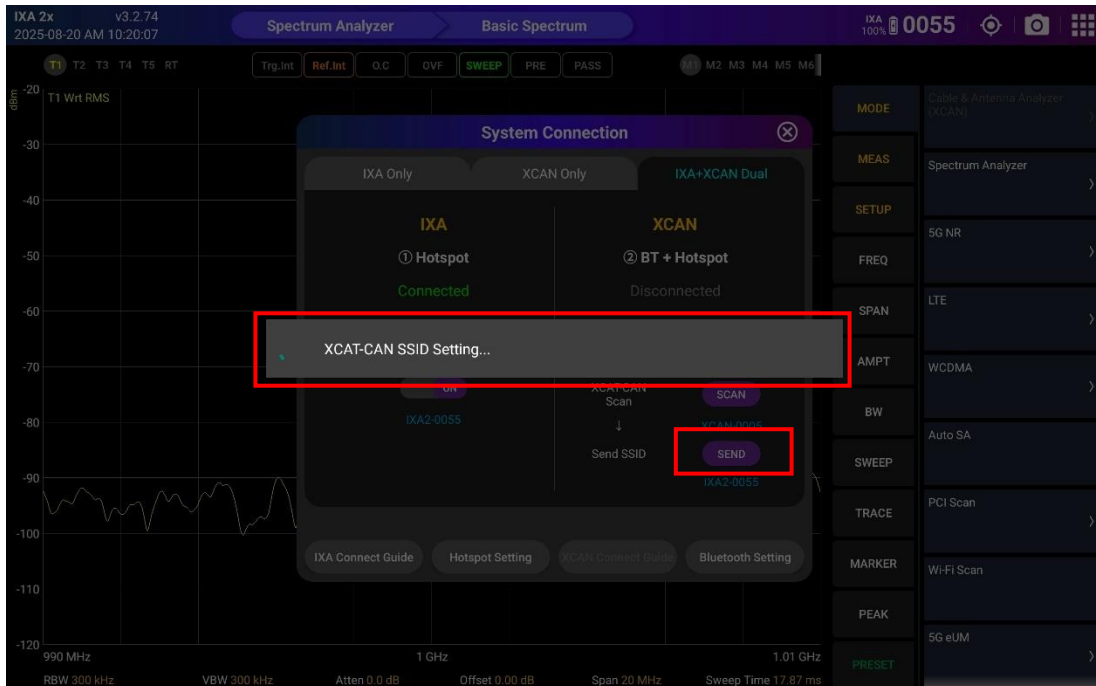 IXA 2x v3.2.74
2025-08-20 AM 10:20:07
Spectrum Analyzer
Basic Spectrum
IXA
100%
0055
T1 T2 T3 T4 T5 RT
Trg.Int
Ref.Int
O.C
OVF
SWEEP
PRE
PASS
M1 M2 M3 M4 M5 M6
dBm
T1 Wrt RMS
-20
-30
-40
-50
-60
-70
-80
-90
-100
-110
-120
System Connection
IXA Only
XCAN Only
IXA+XCAN Dual
IXA
① Hotspot
Connected
XCAN
② BT + Hotspot
Disconnected
XCAT-CAN SSID Setting...
ON
IXA2-0055
XCAT-CAN
Scan
SCAN
XCAN-0005
↓
Send SSID
SEND
IXA2-0055
IXA Connect Guide
Hotspot Setting
XCAN Connect Guide
Bluetooth Setting
990 MHz
1 GHz
1.01 GHz
RBW 300 kHz
VBW 300 kHz
Atten 0.0 dB
Offset 0.00 dB
Span 20 MHz
Sweep Time 17.87 ms
MODE
MEAS
SETUP
FREQ
SPAN
AMPT
BW
SWEEP
TRACE
MARKER
PEAK
PRESET
Cable & Antenna Analyzer
(XCAN)
Spectrum Analyzer
5G NR
LTE
WCDMA
Auto SA
PCI Scan
Wi-Fi Scan
5G eUM